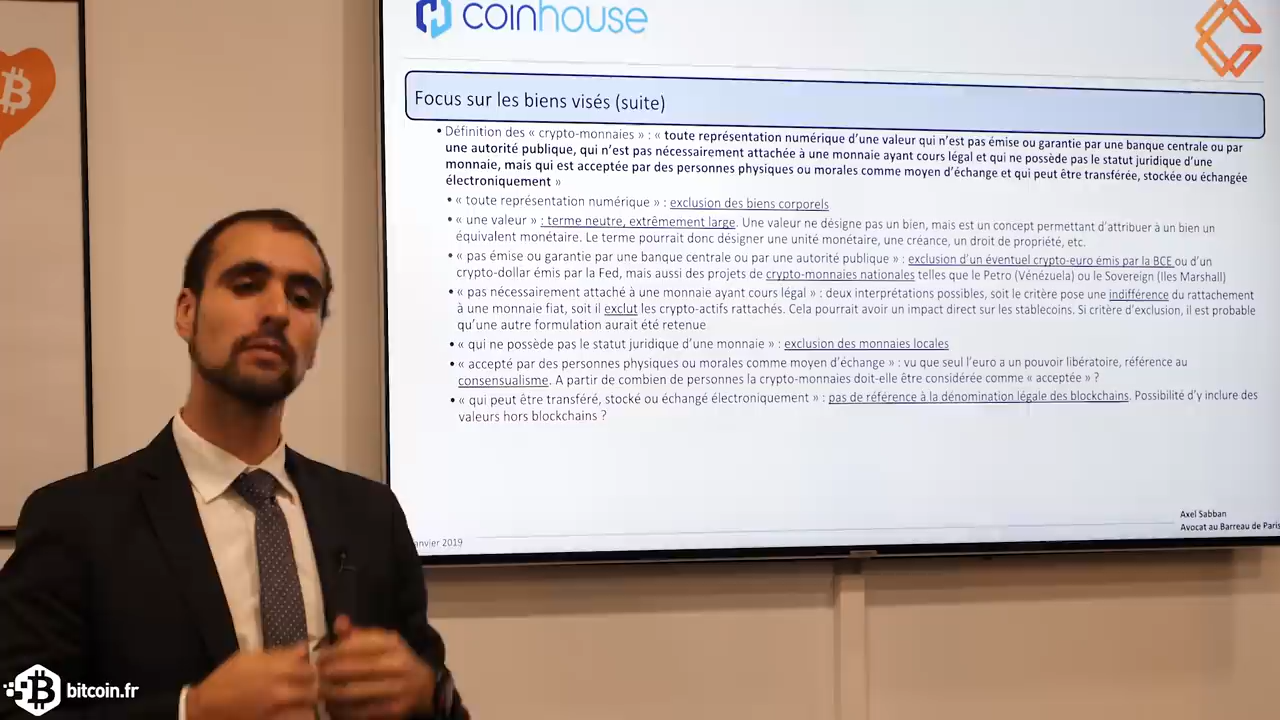 coinhouse
Focus sur les biens visés (suite)
• Définition des « crypto-monnaies » : « toute représentation numérique d’une valeur qui n’est pas émise ou garantie par une banque centrale ou par
une autorité publique, qui n’est pas nécessairement attachée à une monnaie ayant cours légal et qui ne possède pas le statut juridique d’une
monnaie, mais qui est acceptée par des personnes physiques ou morales comme moyen d’échange et qui peut être transférée, stockée ou échangée
électroniquement »
• « toute représentation numérique » : exclusion des biens corporels
• « une valeur » : terme neutre, extrêmement large. Une valeur ne désigne pas un bien, mais est un concept permettant d’attribuer à un bien un
équivalent monétaire. Le terme pourrait donc désigner une unité monétaire, une créance, un droit de propriété, etc.
• « pas émise ou garantie par une banque centrale ou par une autorité publique » : exclusion d’un éventuel crypto-euro émis par la BCE ou d’un
crypto-dollar émis par la Fed, mais aussi des projets de crypto-monnaies nationales telles que le Petro (Vénézuela) ou le Sovereign (Iles Marshall)
• « pas nécessairement attaché à une monnaie ayant cours légal » : deux interprétations possibles, soit le critère pose une indifférence du rattachement
à une monnaie fiat, soit il exclut les crypto-actifs rattachés. Cela pourrait avoir un impact direct sur les stablecoins. Si critère d’exclusion, il est probable
qu’une autre formulation aurait été retenue
• « qui ne possède pas le statut juridique d’une monnaie » : exclusion des monnaies locales
• « accepté par des personnes physiques ou morales comme moyen d’échange » : vu que seul l’euro a un pouvoir libératoire, référence au
consensualisme. A partir de combien de personnes la crypto-monnaies doit-elle être considérée comme « acceptée » ?
• « qui peut être transféré, stocké ou échangé électroniquement » : pas de référence à la dénomination légale des blockchains. Possibilité d’y inclure des
valeurs hors blockchains ?
Axel Sabban
Avocat au Barreau de Paris
anvier 2019
bitcoin.fr